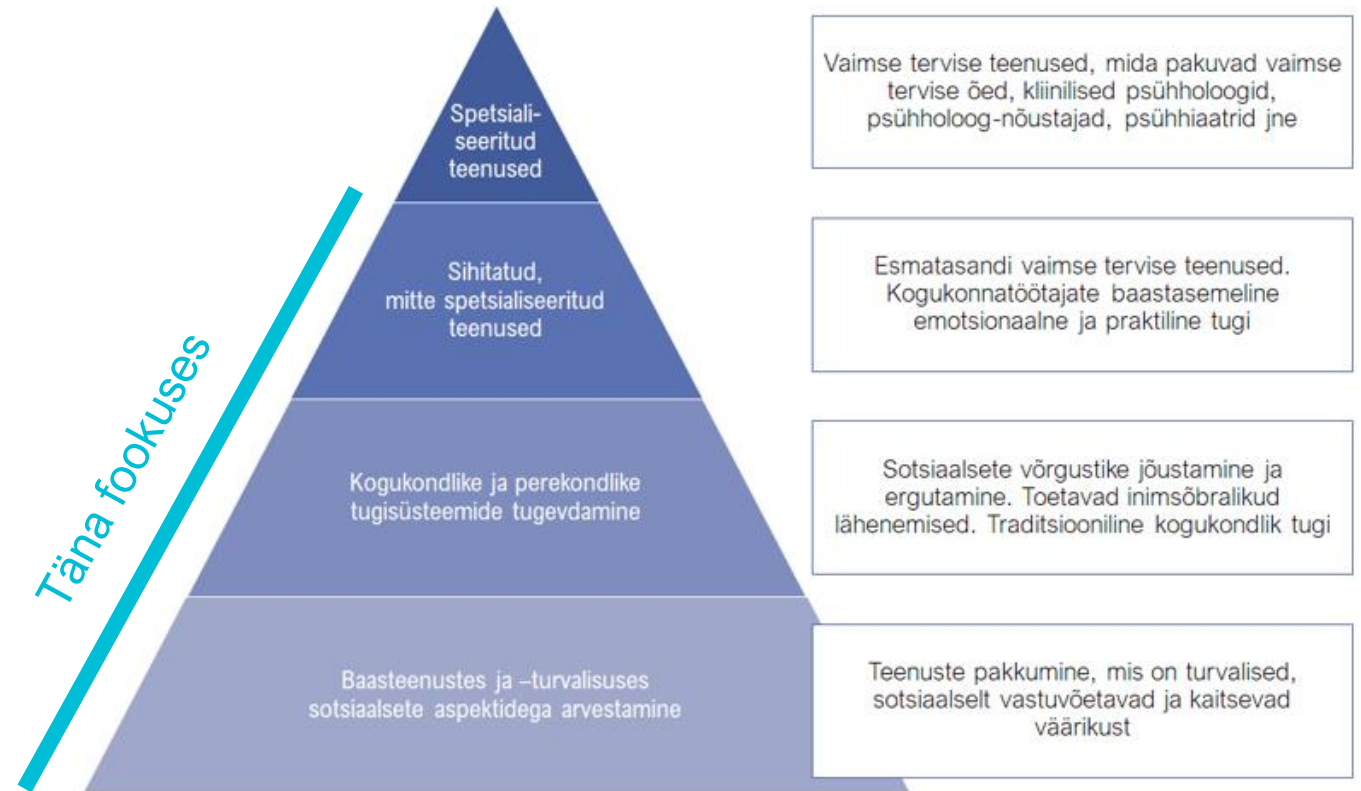 Spetsiali-
seeritud
teenused
Vaimse tervise teenused, mida pakuvad vaimse
tervise õed, kliinilised psühholoogid,
psühholoog-nõustajad, psühhiaatrid jne
Sihitatud,
mitte spetsialiseeritud
teenused
Esmatasandi vaimse tervise teenused.
Kogukonnatöötajate baastasemeline
emotsionaalne ja praktiline tugi
Täna fookuses
Kogukondlike ja perekondlike
tugisüsteemide tugevdamine
Sotsiaalsete võrgustike jõustamine ja
ergutamine. Toetavad inimsõbralikud
lähenemised. Traditsiooniline kogukondlik tugi
Baasteenustes ja –turvalisuses
sotsiaalsete aspektidega arvestamine
Teenuste pakkumine, mis on turvalised,
sotsiaalselt vastuvõetavad ja kaitsevad
väärikust